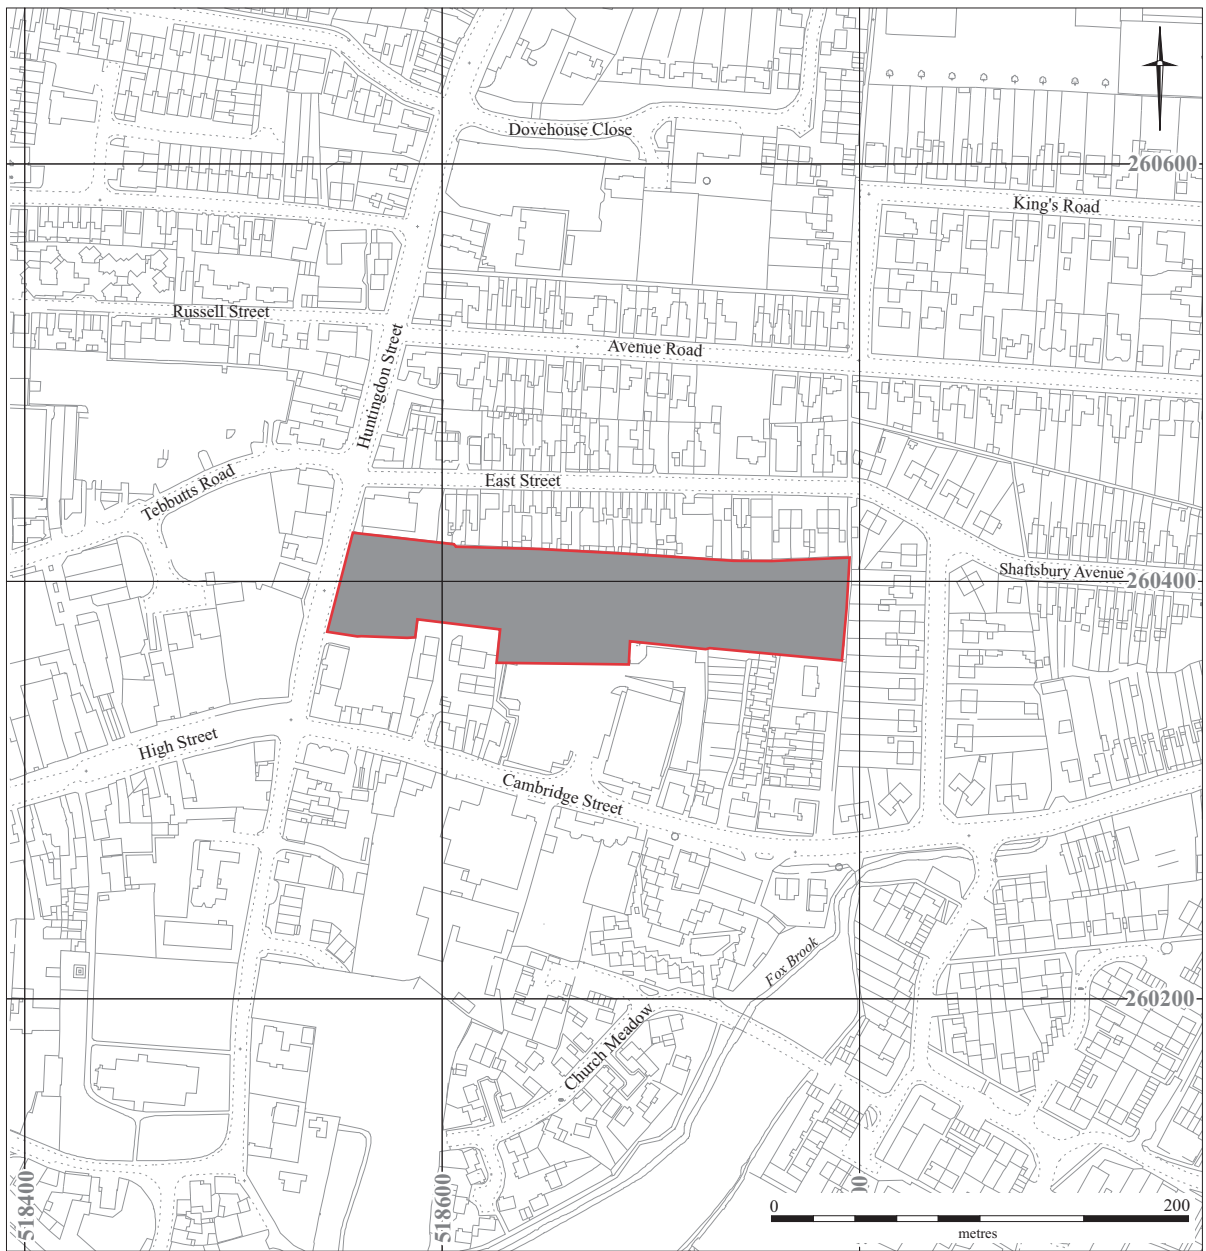 Dovehouse Close
260600
King's Road
Russell Street
Huntingdon Street
Avenue Road
Tebbutts Road
East Street
Shaftsbury Avenue
260400
High Street
Cambridge Street
Fox Brook
260200
Church Meadow
518400
518600
00
0
200
metres